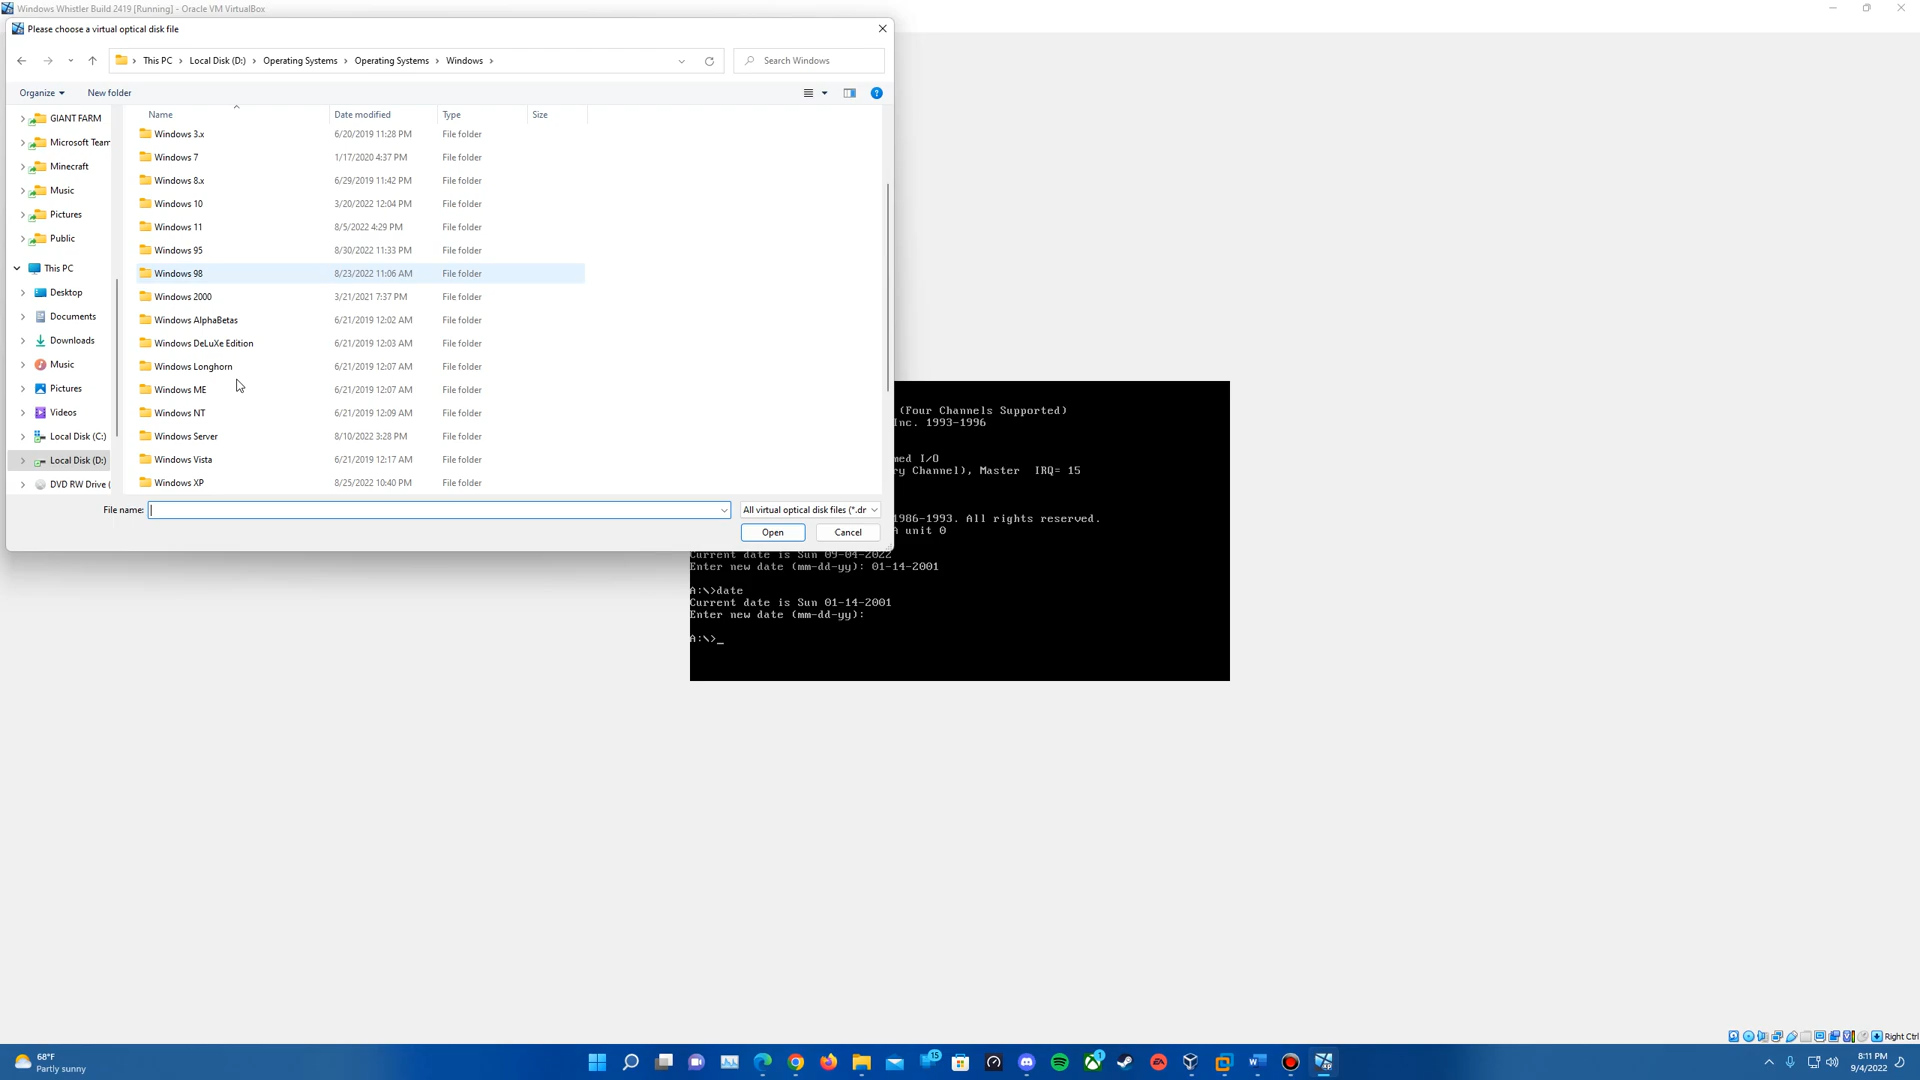 Windows Whistler Build 2419 [Running] - Oracle VM VirtualBox
Please choose a virtual optical disk file
This PC > Local Disk (D:) > Operating Systems > Operating Systems > Windows >
Search Windows
Organize
New folder
Name
Date modified
Type
Size
GIANT FARM
Microsoft Team
Minecraft
Music
Pictures
Public
This PC
Desktop
Documents
Downloads
Music
Pictures
Videos
Local Disk (C:)
Local Disk (D:)
DVD RW Drive (
Windows 3.x 6/20/2019 11:28 PM File folder
Windows 7 1/17/2020 4:37 PM File folder
Windows 8.x 6/29/2019 11:42 PM File folder
Windows 10 3/20/2022 12:04 PM File folder
Windows 11 8/5/2022 4:29 PM File folder
Windows 95 8/30/2022 11:33 PM File folder
Windows 98 8/23/2022 11:06 AM File folder
Windows 2000 3/21/2021 7:37 PM File folder
Windows AlphaBetas 6/21/2019 12:02 AM File folder
Windows DeLuXe Edition 6/21/2019 12:03 AM File folder
Windows Longhorn 6/21/2019 12:07 AM File folder
Windows ME 6/21/2019 12:07 AM File folder
Windows NT 6/21/2019 12:09 AM File folder
Windows Server 8/10/2022 3:28 PM File folder
Windows Vista 6/21/2019 12:17 AM File folder
Windows XP 8/25/2022 10:40 PM File folder
File name:
All virtual optical disk files (*.dr
Open
Cancel
(Four Channels Supported)
Inc. 1993-1996
med I/O
ry Channel), Master IRQ= 15
1986-1993. All rights reserved.
A unit 0
Current date is Sun 09-04-2022
Enter new date (mm-dd-yy): 01-14-2001
A:\>date
Current date is Sun 01-14-2001
Enter new date (mm-dd-yy):
A:\>_
Right Ctrl
68°F
Partly sunny
15
1
XP
8:11 PM
9/4/2022